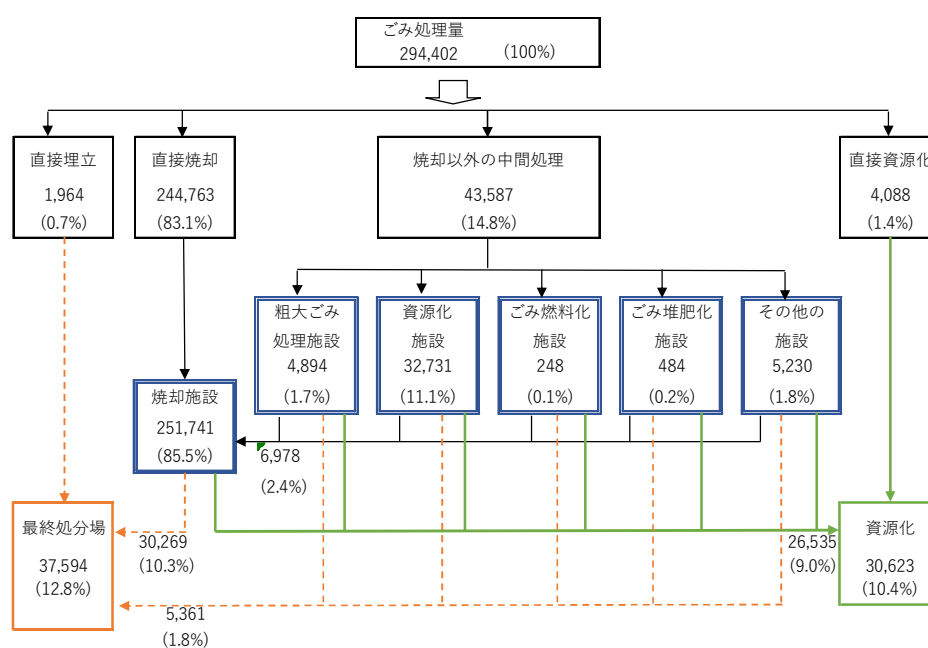 ごみ処理量
294,402 (100%)
直接埋立
1,964
(0.7%)
直接焼却
244,763
(83.1%)
焼却以外の中間処理
43,587
(14.8%)
直接資源化
4,088
(1.4%)
粗大ごみ
処理施設
4,894
(1.7%)
資源化
施設
32,731
(11.1%)
ごみ燃料化
施設
248
(0.1%)
ごみ堆肥化
施設
484
(0.2%)
その他の
施設
5,230
(1.8%)
焼却施設
251,741
(85.5%)
6,978
(2.4%)
最終処分場
37,594
(12.8%)
30,269
(10.3%)
26,535
(9.0%)
資源化
30,623
(10.4%)
5,361
(1.8%)